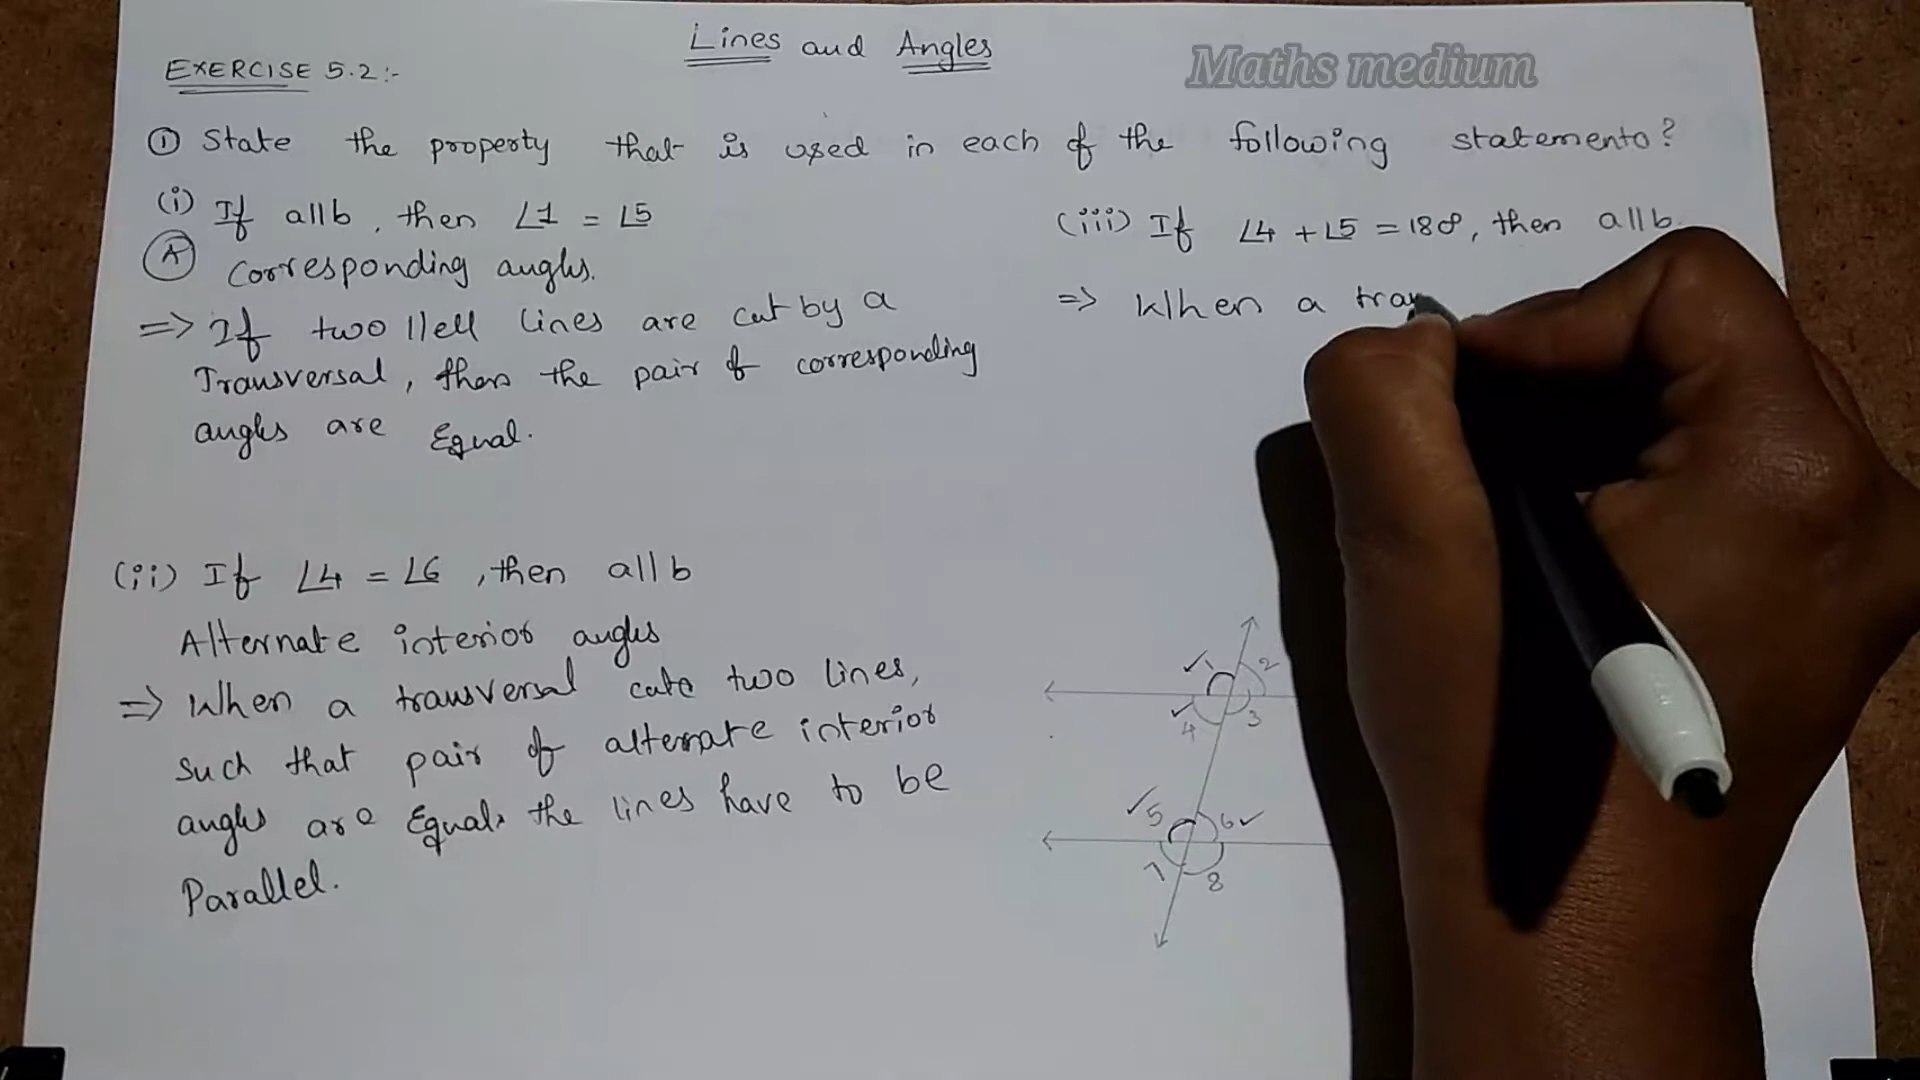 Lines and Angles
Maths medium
EXERCISE 5.2:-
① State the property that is used in each of the following statements?
(i) If a||b, then ∠1 = ∠5
Ⓐ Corresponding angles.
=> If two ||ell lines are cut by a
Transversal, then the pair of corresponding
angles are Equal.
(ii) If ∠4 = ∠6, then a||b
Alternate interior angles
=> When a transversal cuts two lines,
Such that pair of alternate interior
angles are Equal, the lines have to be
Parallel.
(iii) If ∠4 + ∠5 = 180°, then a||b.
=> When a tran
1 2
4 3
5 6
7 8